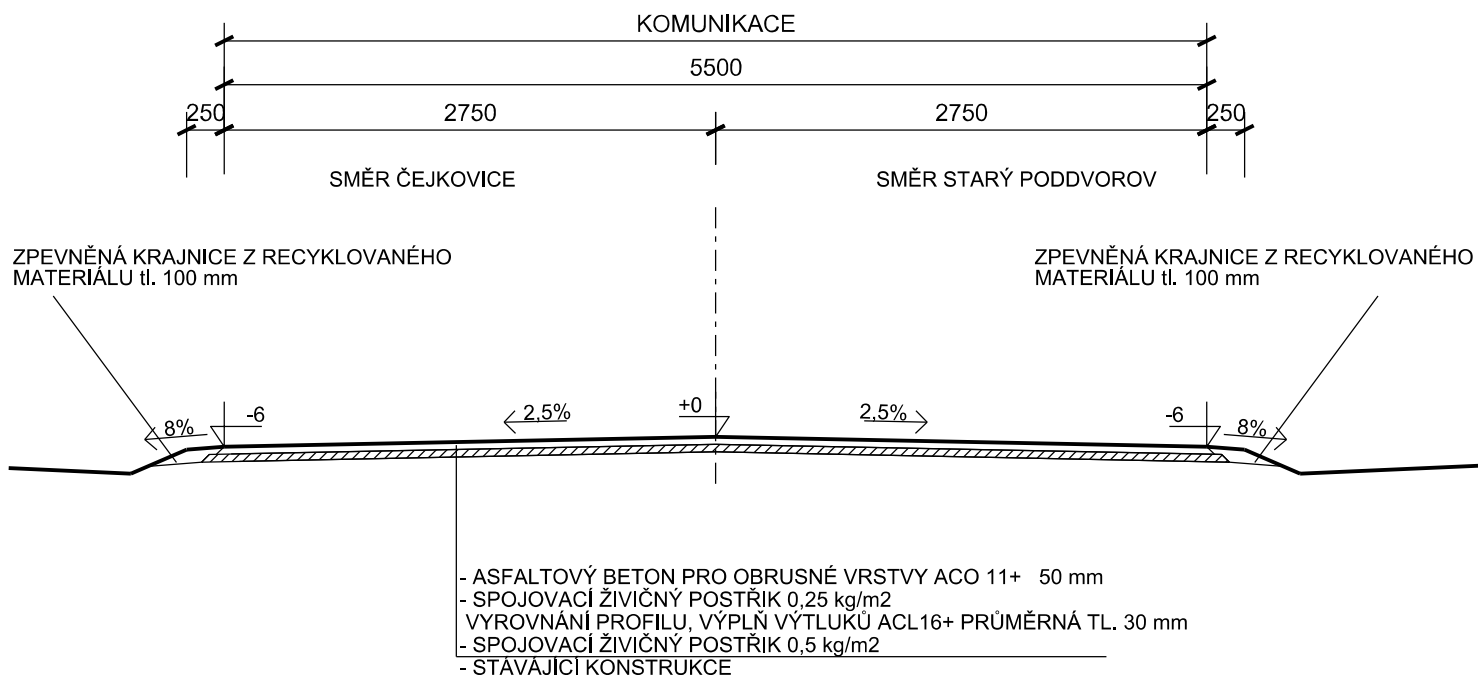 KOMUNIKACE
5500
250 2750 2750 250
SMĚR ČEJKOVICE SMĚR STARÝ PODDVOROV
ZPEVNĚNÁ KRAJNICE Z RECYKLOVANÉHO
MATERIÁLU tl. 100 mm
ZPEVNĚNÁ KRAJNICE Z RECYKLOVANÉHO
MATERIÁLU tl. 100 mm
8% -6 2,5% +0 2,5% -6 8%
- ASFALTOVÝ BETON PRO OBRUSNÉ VRSTVY ACO 11+ 50 mm
- SPOJOVACÍ ŽIVIČNÝ POSTŘIK 0,25 kg/m2
VYROVNÁNÍ PROFILU, VÝPLŇ VÝTLUKŮ ACL16+ PRŮMĚRNÁ TL. 30 mm
- SPOJOVACÍ ŽIVIČNÝ POSTŘIK 0,5 kg/m2
- STÁVÁJÍCÍ KONSTRUKCE